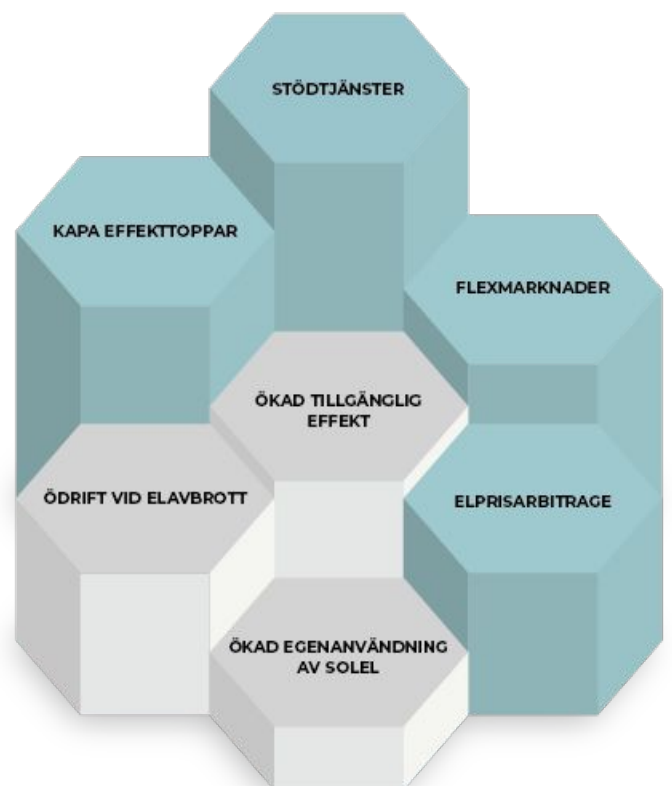 STÖDTJÄNSTER
KAPA EFFEKTTOPPAR
FLEXMARKNADER
ÖKAD TILLGÄNGLIG
EFFEKT
ÖDRIFT VID ELAVBROTT
ELPRISARBITRAGE
ÖKAD EGENANVÄNDNING
AV SOLEL